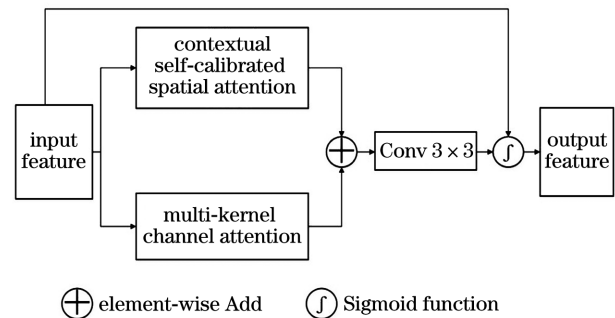 contextual
self-calibrated
spatial attention
input
feature
Conv 3 × 3
output
feature
multi-kernel
channel attention
element-wise Add
Sigmoid function